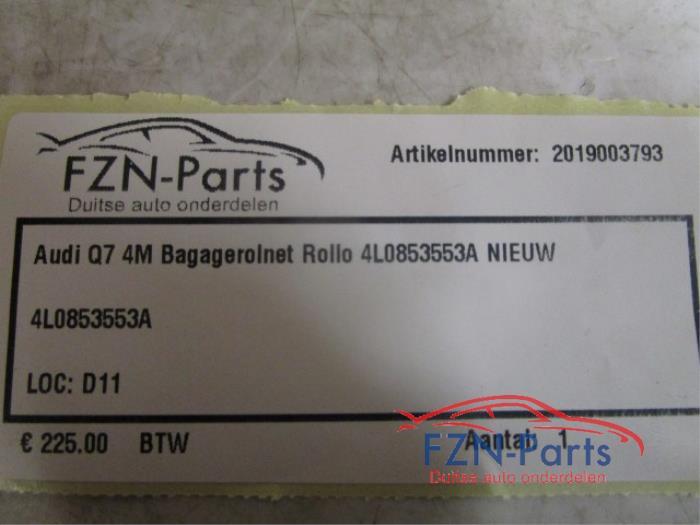 FZN-Parts
Duitse auto onderdelen
Artikelnummer: 2019003793
Audi Q7 4M Bagagerolnet Rollo 4L0853553A NIEUW
4L0853553A
LOC: D11
€ 225.00 BTW Aantab 1
FZN-Parts
Duitse auto onderdelen